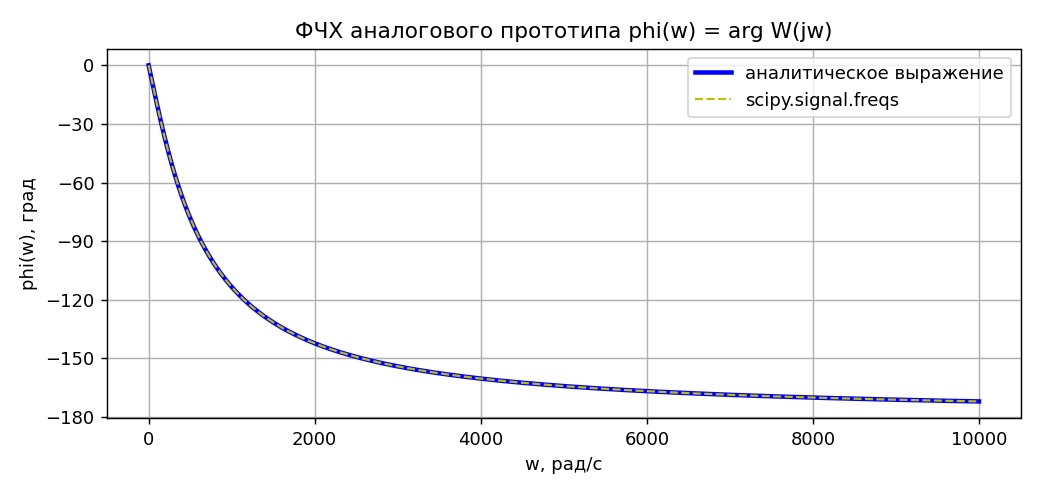 ФЧХ аналогового прототипа phi(w) = arg W(jw)
аналитическое выражение
scipy.signal.freqs
phi(w), град
0
−30
−60
−90
−120
−150
−180
0 2000 4000 6000 8000 10000
w, рад/с